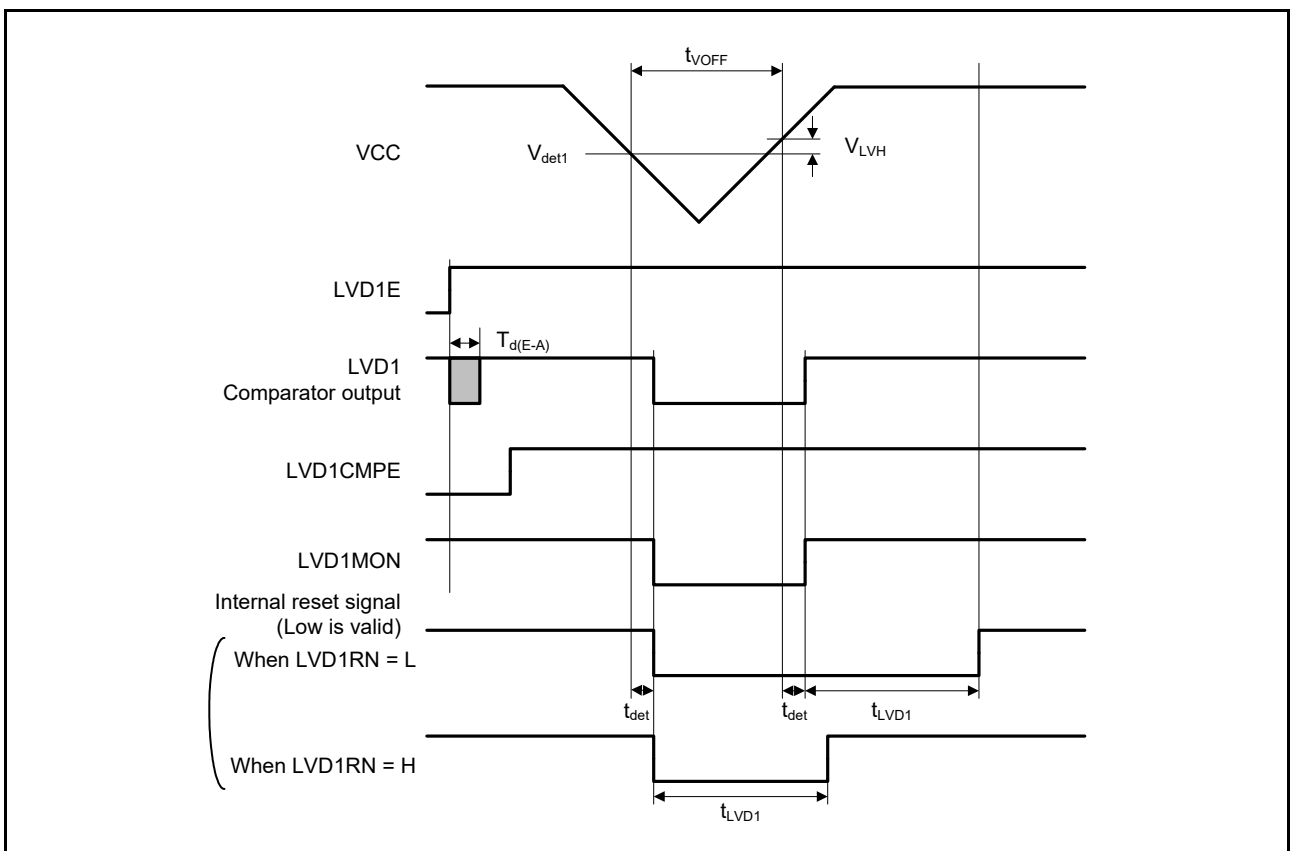 tVOFF
VCC
Vdet1
VLVH
LVD1E
Td(E-A)
LVD1
Comparator output
LVD1CMPE
LVD1MON
Internal reset signal
(Low is valid)
When LVD1RN = L
tdet
tdet
tLVD1
When LVD1RN = H
tLVD1